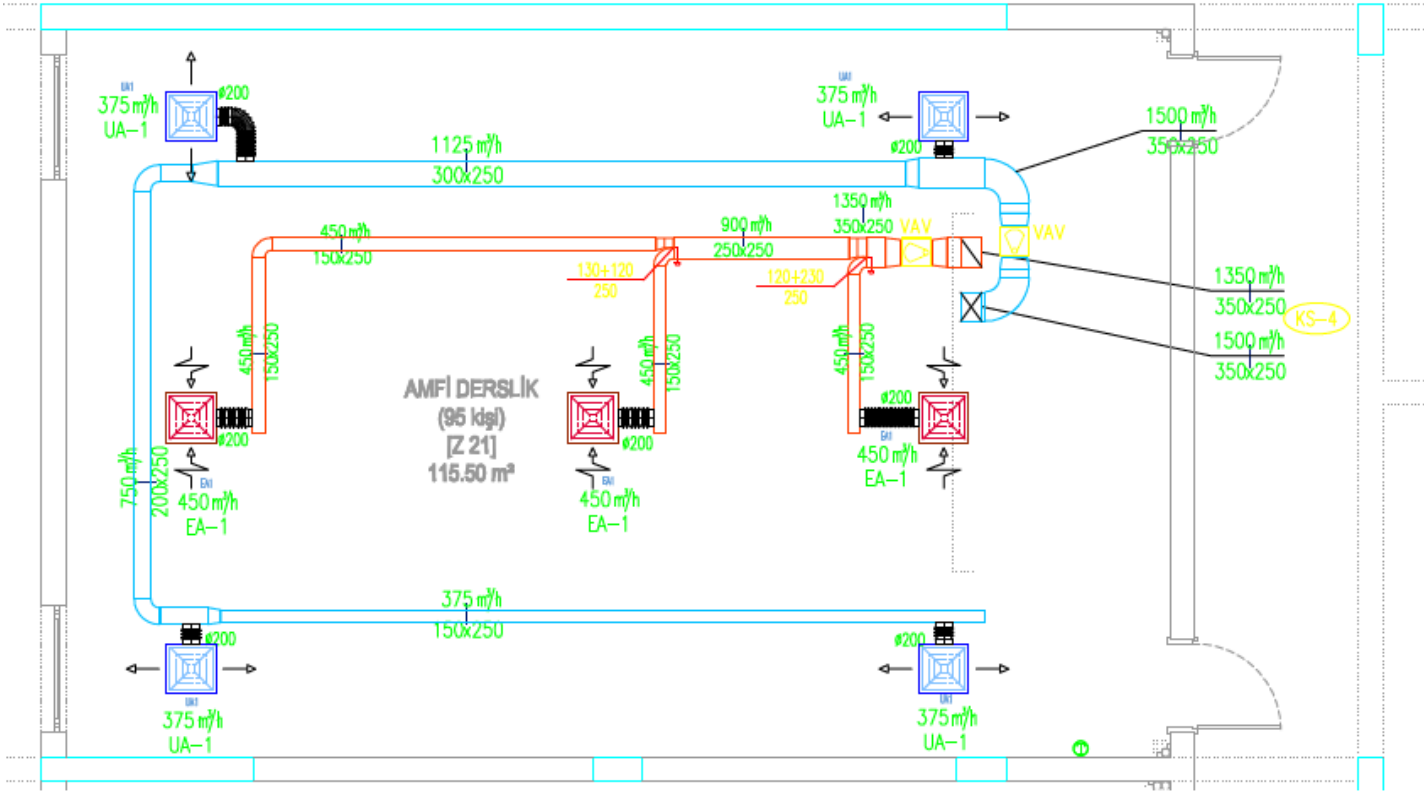 UA1
375 m³/h
UA-1
ø200
UA1
375 m³/h
UA-1
ø200
1500 m³/h
350x250
1125 m³/h
300x250
1350 m³/h
350x250
VAV
VAV
450 m³/h
150x250
900 m³/h
250x250
130+120
250
120+230
250
1350 m³/h
350x250
KS-4
1500 m³/h
350x250
450 m³/h
150x250
450 m³/h
150x250
450 m³/h
150x250
AMFİ DERSLİK
(95 kişi)
[Z 21]
115.50 m²
ø200
ø200
ø200
EA1
450 m³/h
EA-1
EA1
450 m³/h
EA-1
EA1
450 m³/h
EA-1
750 m³/h
200x250
375 m³/h
150x250
ø200
UA1
375 m³/h
UA-1
ø200
UA1
375 m³/h
UA-1